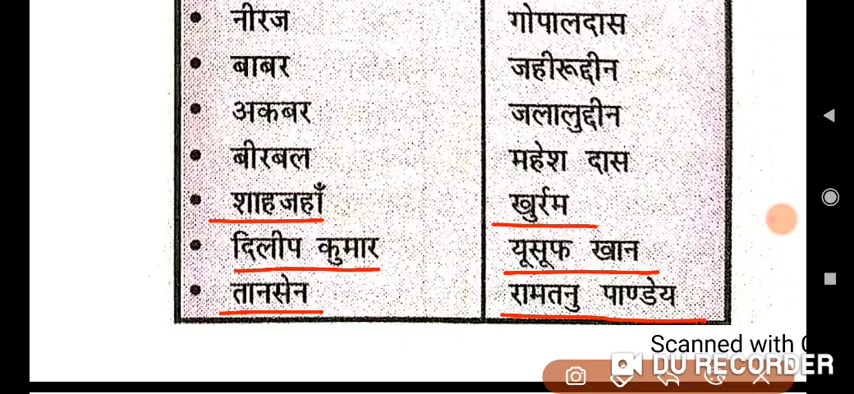 • नीरज गोपालदास
• बाबर जहीरूद्दीन
• अकबर जलालुद्दीन
• बीरबल महेश दास
• शाहजहाँ खुर्रम
• दिलीप कुमार यूसूफ खान
• तानसेन रामतनु पाण्डेय
Scanned with
DU RECORDER